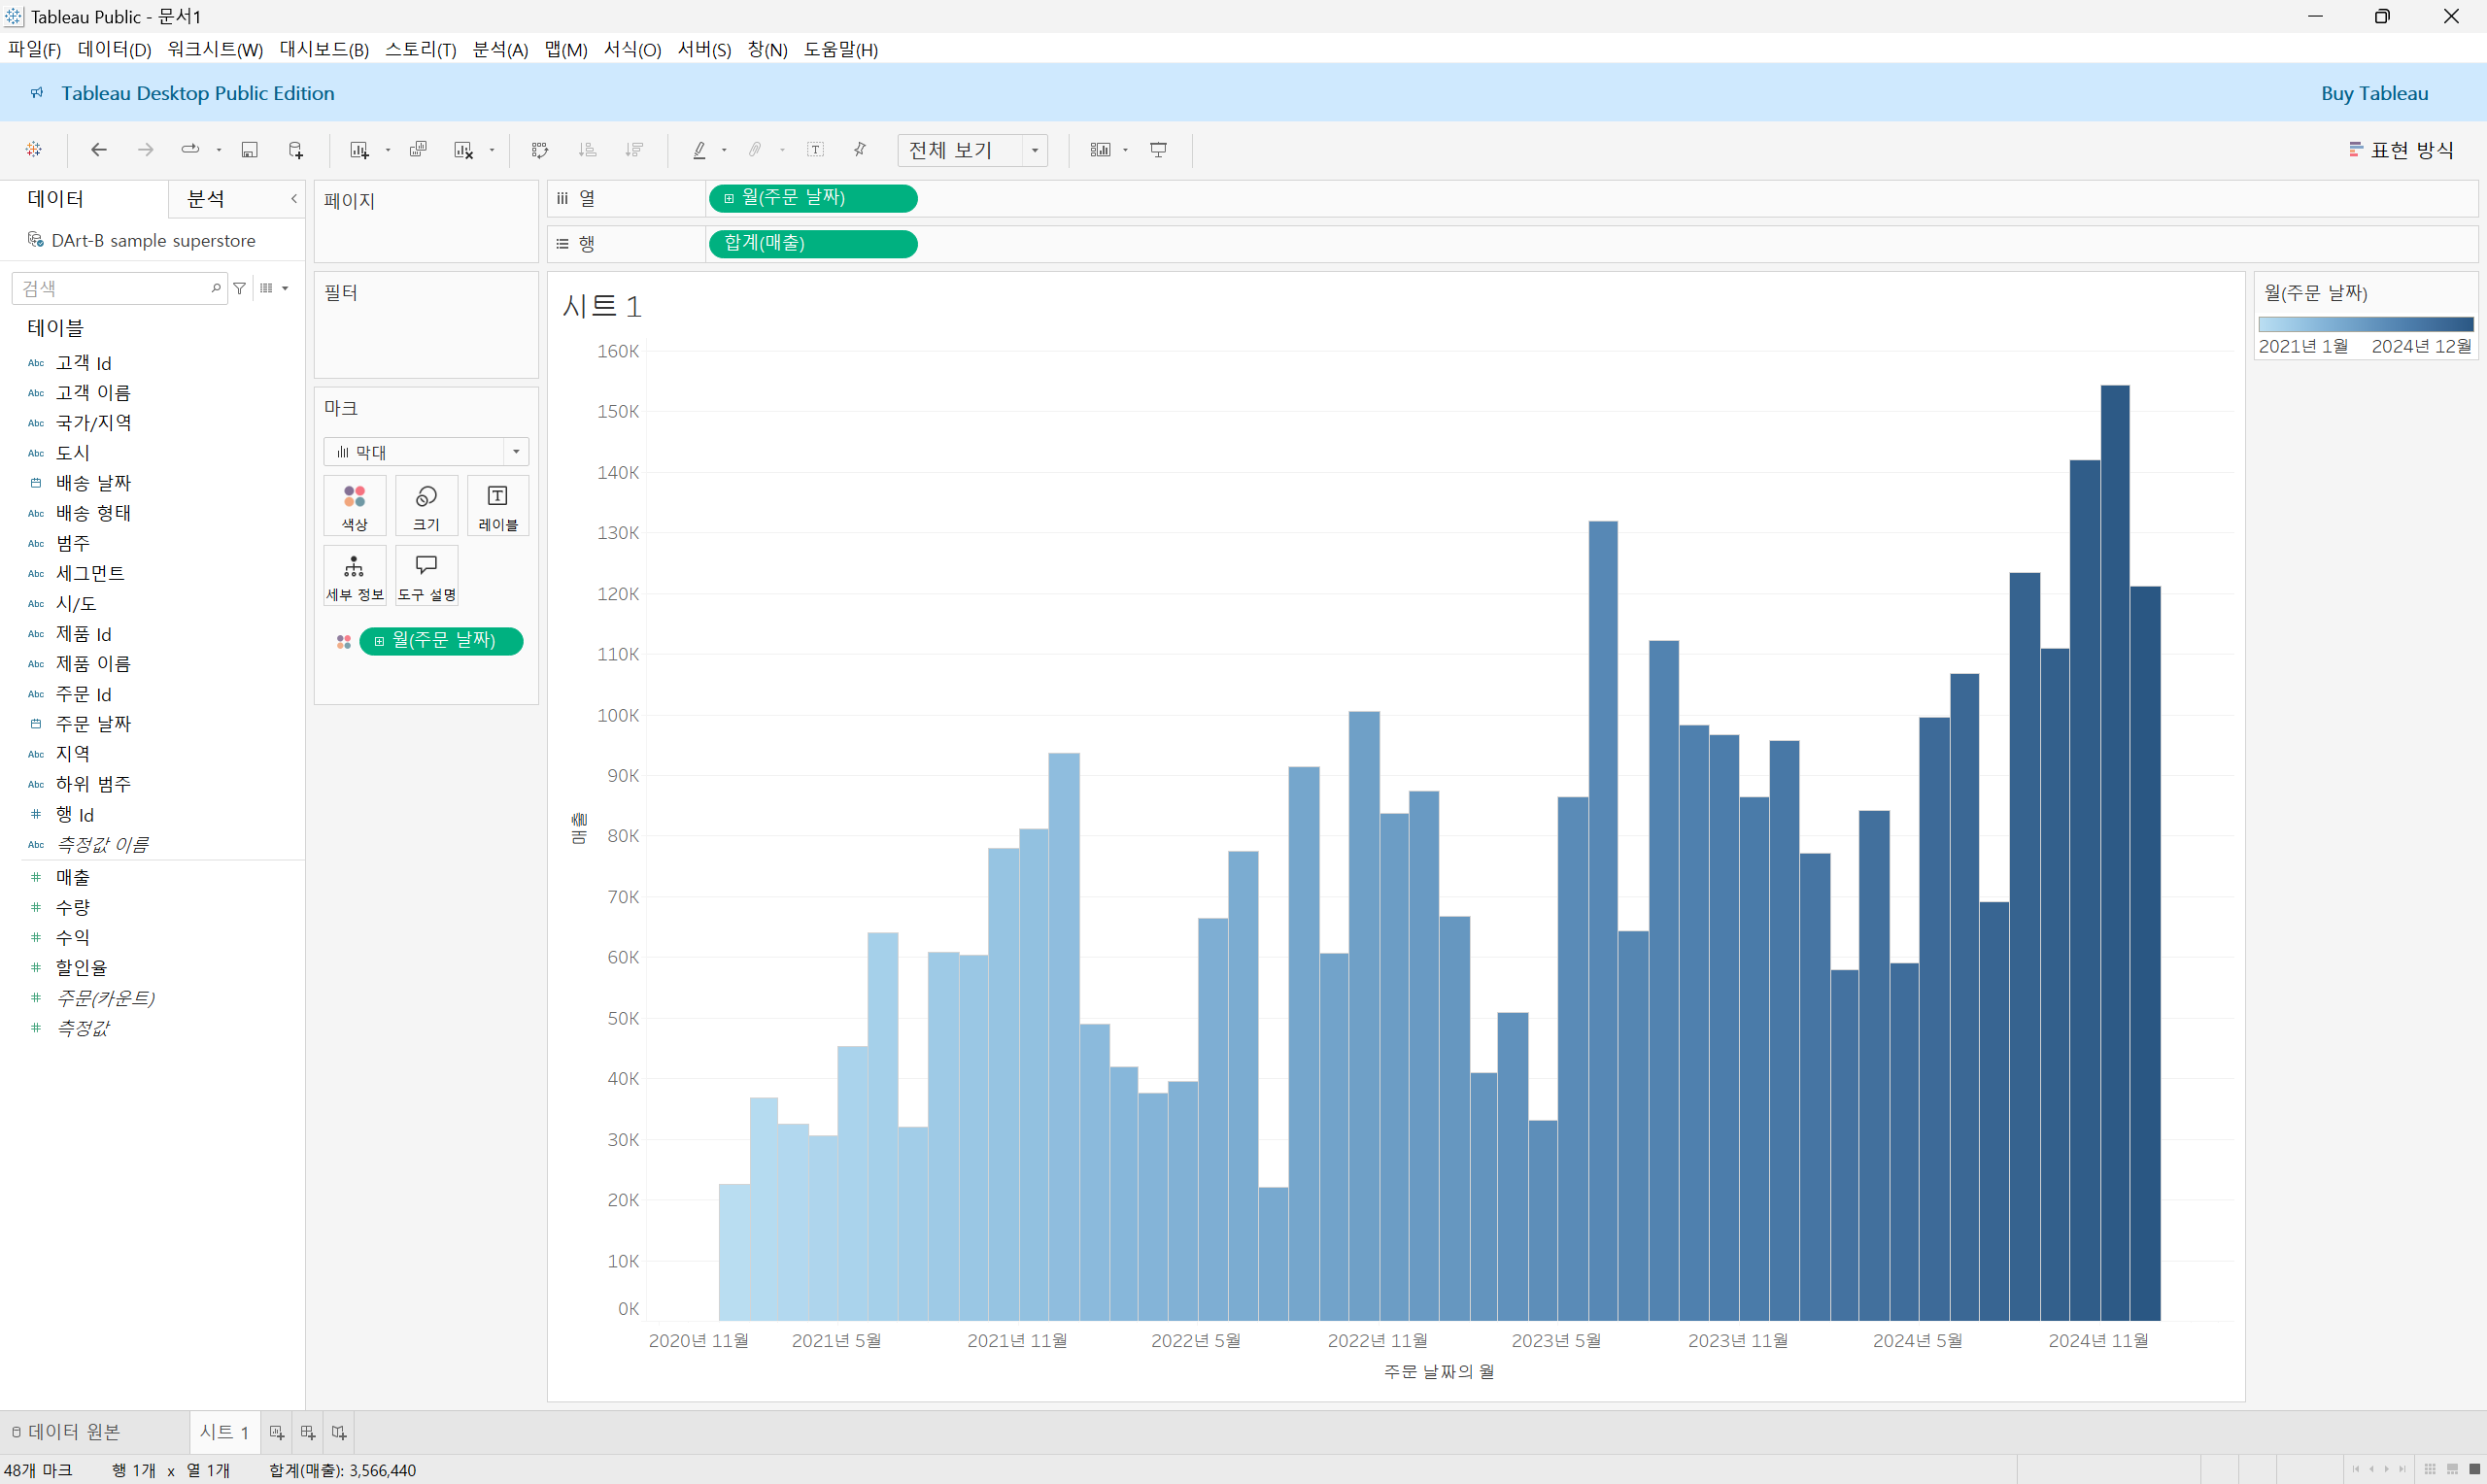 Tableau Public - 문서1
파일(F) 데이터(D) 워크시트(W) 대시보드(B) 스토리(T) 분석(A) 맵(M) 서식(O) 서버(S) 창(N) 도움말(H)
Tableau Desktop Public Edition
Buy Tableau
전체 보기
표현 방식
데이터
분석
DArt-B sample superstore
검색
테이블
Abc 고객 Id
Abc 고객 이름
Abc 국가/지역
Abc 도시
배송 날짜
Abc 배송 형태
Abc 범주
Abc 세그먼트
Abc 시/도
Abc 제품 Id
Abc 제품 이름
Abc 주문 Id
주문 날짜
Abc 지역
Abc 하위 범주
# 행 Id
Abc 측정값 이름
# 매출
# 수량
# 수익
# 할인율
# 주문(카운트)
# 측정값
페이지
필터
마크
막대
색상
크기
레이블
세부 정보
도구 설명
월(주문 날짜)
열
월(주문 날짜)
행
합계(매출)
시트 1
160K
150K
140K
130K
120K
110K
100K
90K
80K
70K
60K
50K
40K
30K
20K
10K
0K
매출
2020년 11월
2021년 5월
2021년 11월
2022년 5월
2022년 11월
2023년 5월
2023년 11월
2024년 5월
2024년 11월
주문 날짜의 월
월(주문 날짜)
2021년 1월
2024년 12월
데이터 원본
시트 1
48개 마크
행 1개 x 열 1개
합계(매출): 3,566,440